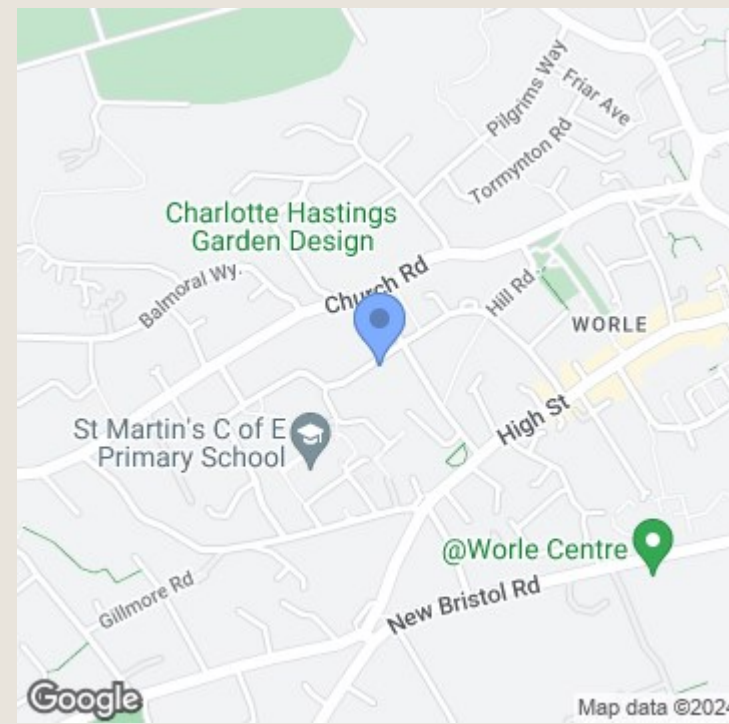 Pilgrims Way
Friar Ave
Tormynton Rd
Charlotte Hastings
Garden Design
Balmoral Wy.
Church Rd
Hill Rd
WORLE
St Martin's C of E
Primary School
High St
@Worle Centre
Gillmore Rd
New Bristol Rd
Google
Map data ©2024